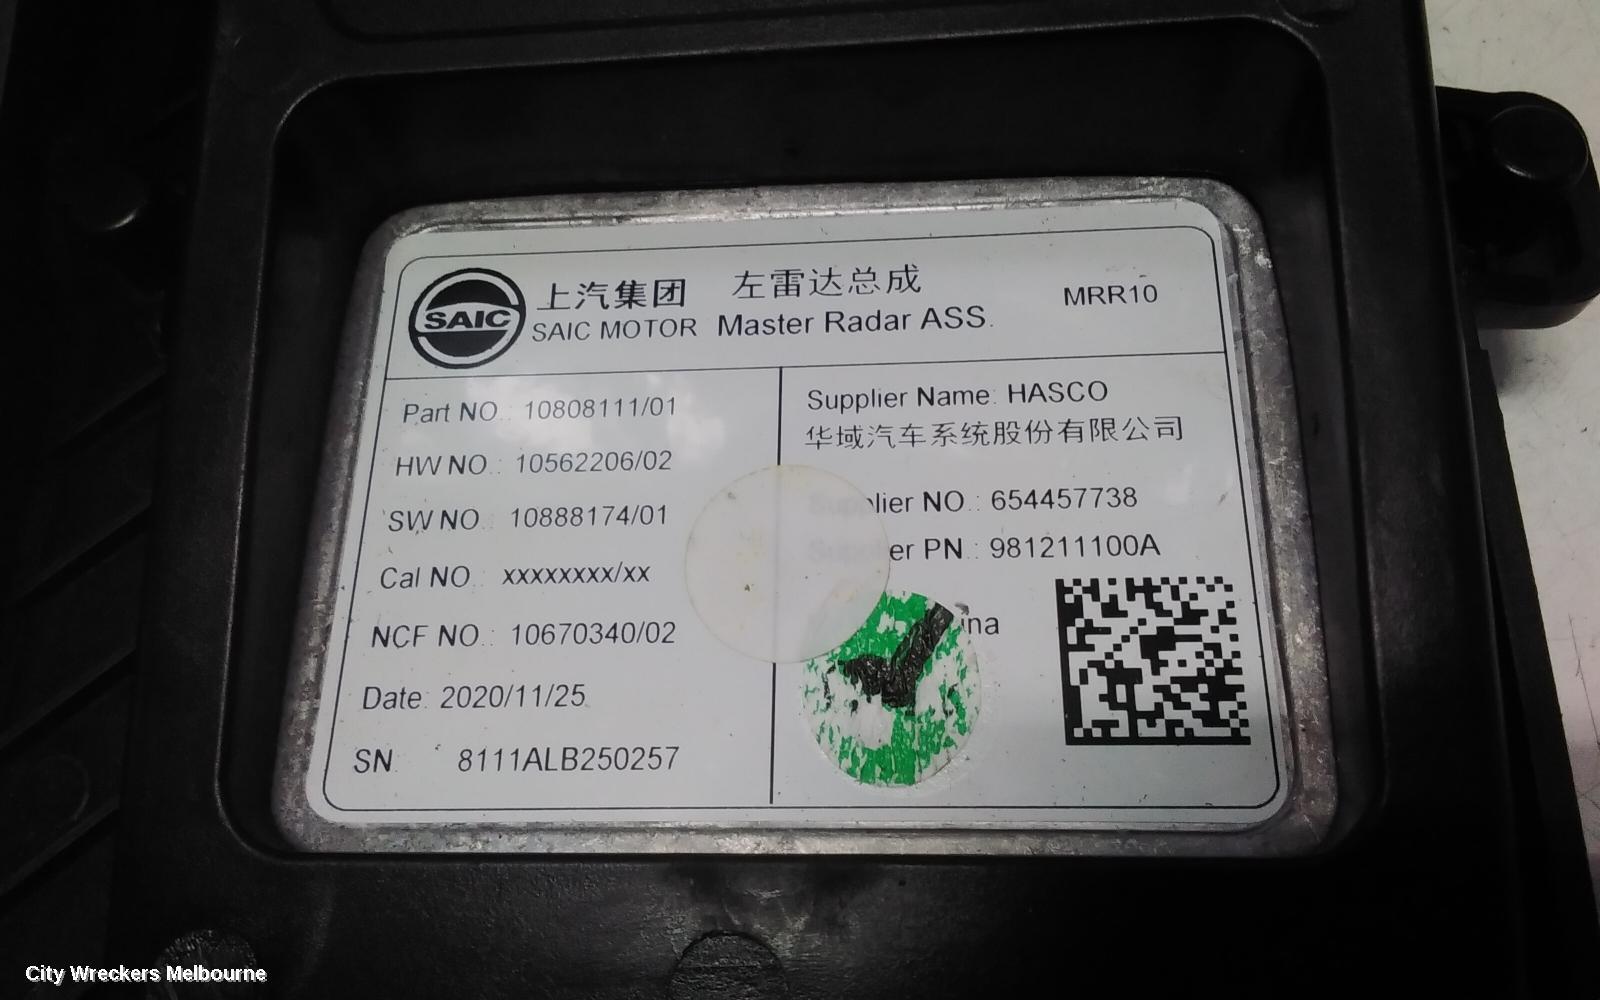 SAIC
上汽集团 左雷达总成 MRR10
SAIC MOTOR Master Radar ASS.
Part NO.: 10808111/01
HW NO.: 10562206/02
SW NO.: 10888174/01
Cal NO.: xxxxxxxx/xx
NCF NO.: 10670340/02
Date: 2020/11/25
SN: 8111ALB250257
Supplier Name: HASCO
华域汽车系统股份有限公司
Supplier NO.: 654457738
Supplier PN.: 981211100A
City Wreckers Melbourne